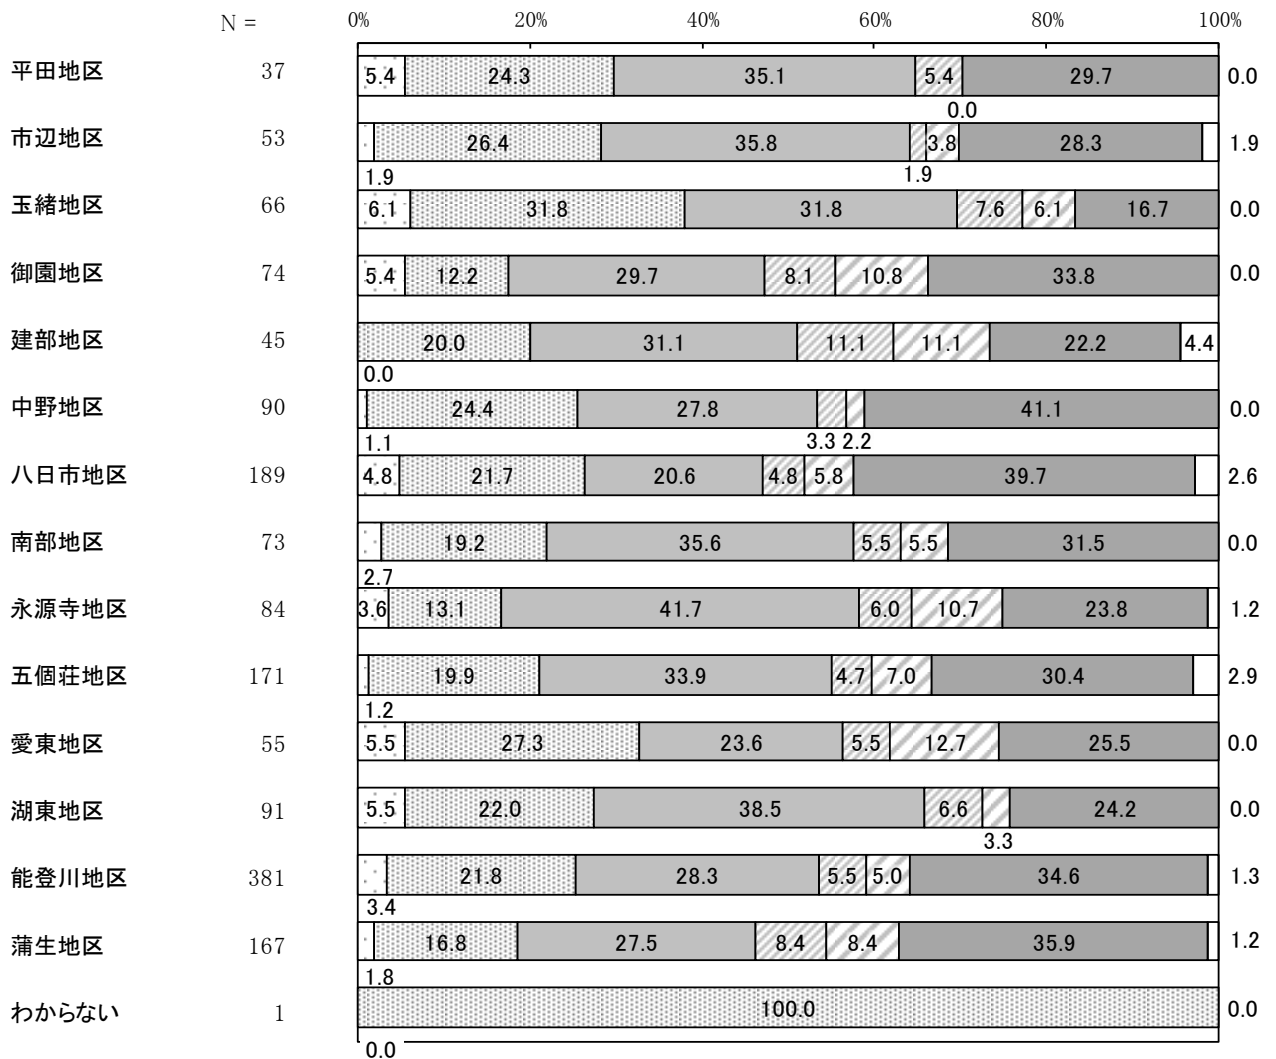 N = 0% 20% 40% 60% 80% 100%
平田地区 37 5.4 24.3 35.1 5.4 29.7 0.0
0.0
市辺地区 53 26.4 35.8 3.8 28.3 1.9
1.9 1.9
玉緒地区 66 6.1 31.8 31.8 7.6 6.1 16.7 0.0
御園地区 74 5.4 12.2 29.7 8.1 10.8 33.8 0.0
建部地区 45 20.0 31.1 11.1 11.1 22.2 4.4
0.0
中野地区 90 24.4 27.8 41.1 0.0
1.1 3.3 2.2
八日市地区 189 4.8 21.7 20.6 4.8 5.8 39.7 2.6
南部地区 73 19.2 35.6 5.5 5.5 31.5 0.0
2.7
永源寺地区 84 3.6 13.1 41.7 6.0 10.7 23.8 1.2
五個荘地区 171 19.9 33.9 4.7 7.0 30.4 2.9
1.2
愛東地区 55 5.5 27.3 23.6 5.5 12.7 25.5 0.0
湖東地区 91 5.5 22.0 38.5 6.6 24.2 0.0
3.3
能登川地区 381 21.8 28.3 5.5 5.0 34.6 1.3
3.4
蒲生地区 167 16.8 27.5 8.4 8.4 35.9 1.2
1.8
わからない 1 100.0 0.0
0.0